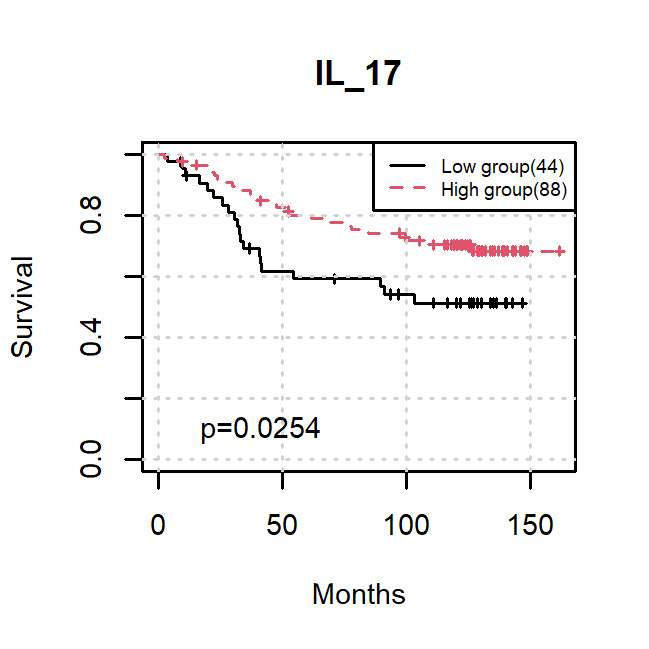 IL_17
Low group(44)
High group(88)
Survival
0.8
0.4
0.0
p=0.0254
0 50 100 150
Months